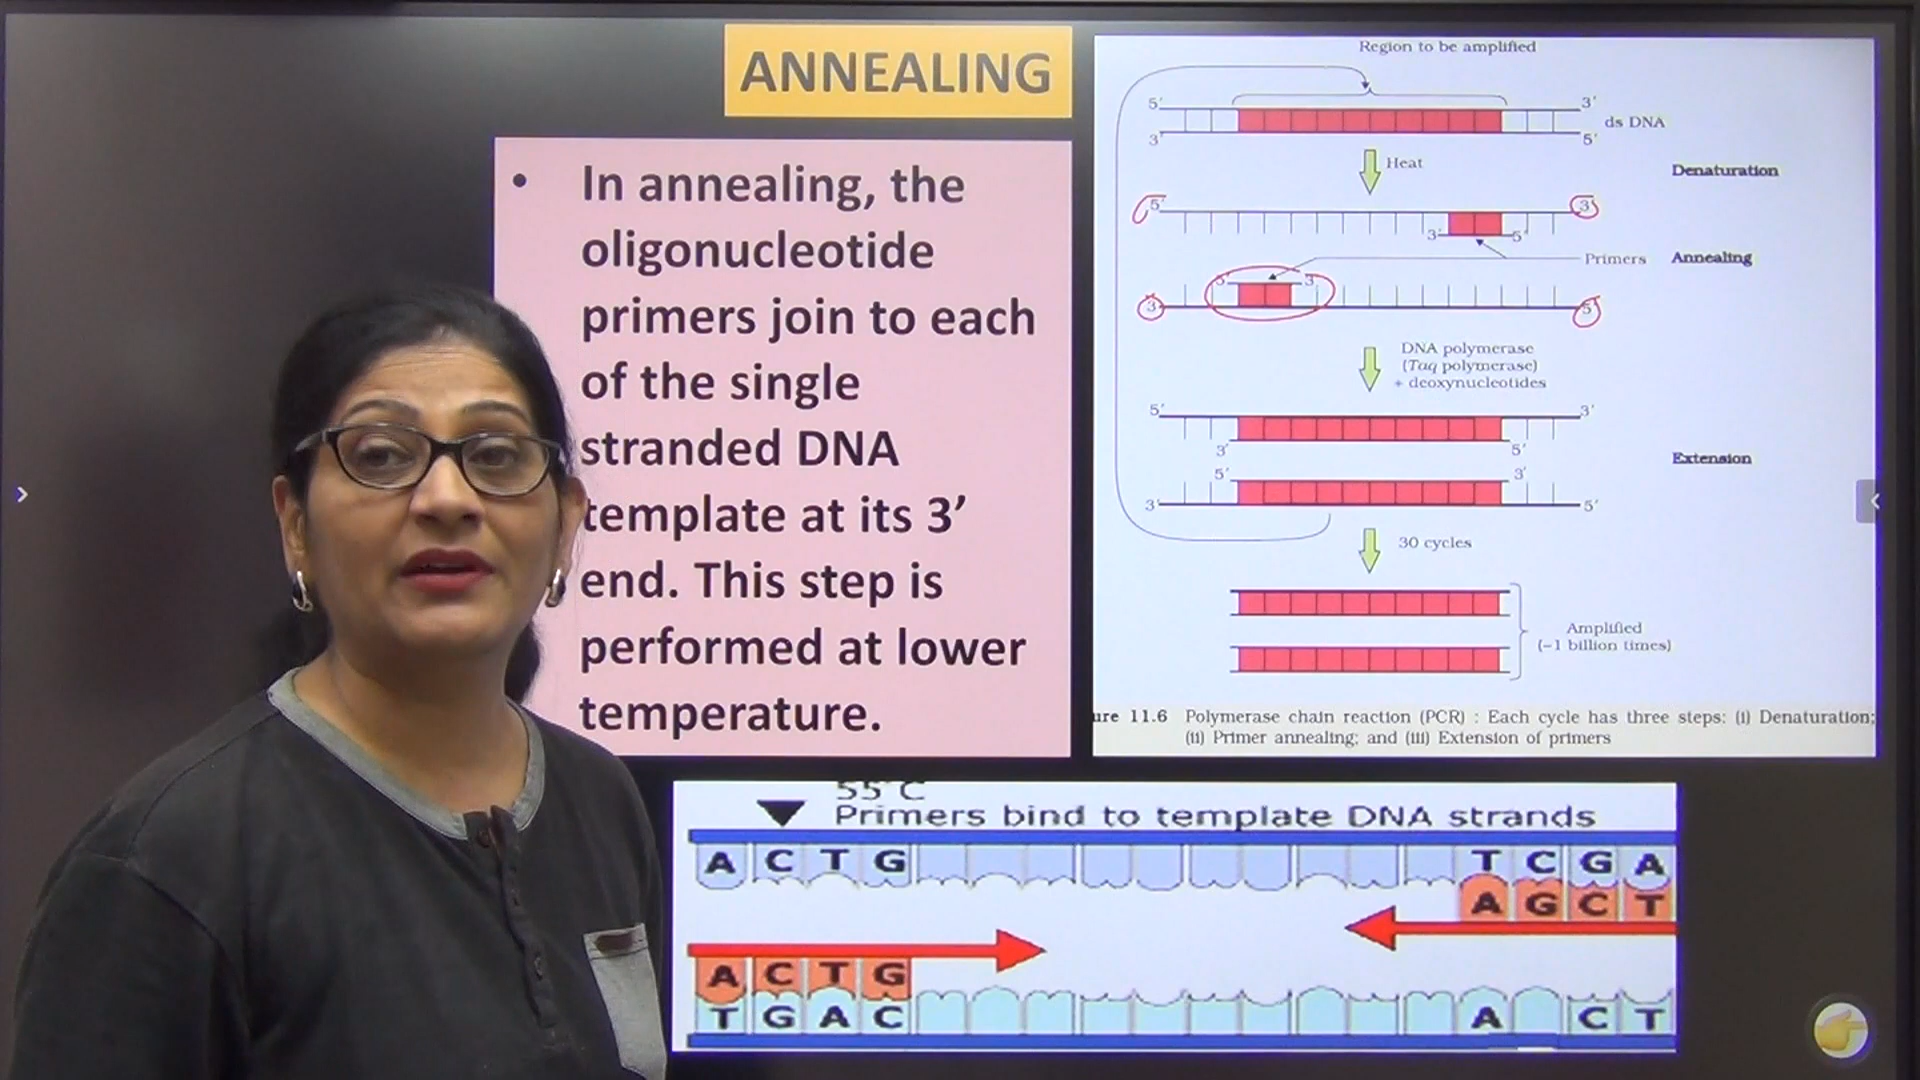 ANNEALING
• In annealing, the
oligonucleotide
primers join to each
of the single
stranded DNA
template at its 3’
end. This step is
performed at lower
temperature.
Region to be amplified
5′ 3′
ds DNA
3′ 5′
Heat
Denaturation
5′ 3′
3′ 5′
Primers Annealing
5′ 3′
3′ 5′
DNA polymerase
(Taq polymerase)
+ deoxynucleotides
5′ 3′
3′ 5′
Extension
5′ 3′
3′ 5′
30 cycles
Amplified
(~1 billion times)
ure 11.6 Polymerase chain reaction (PCR) : Each cycle has three steps: (i) Denaturation;
(ii) Primer annealing; and (iii) Extension of primers
55°C
Primers bind to template DNA strands
A C T G T C G A
A G C T
A C T G
T G A C A C T